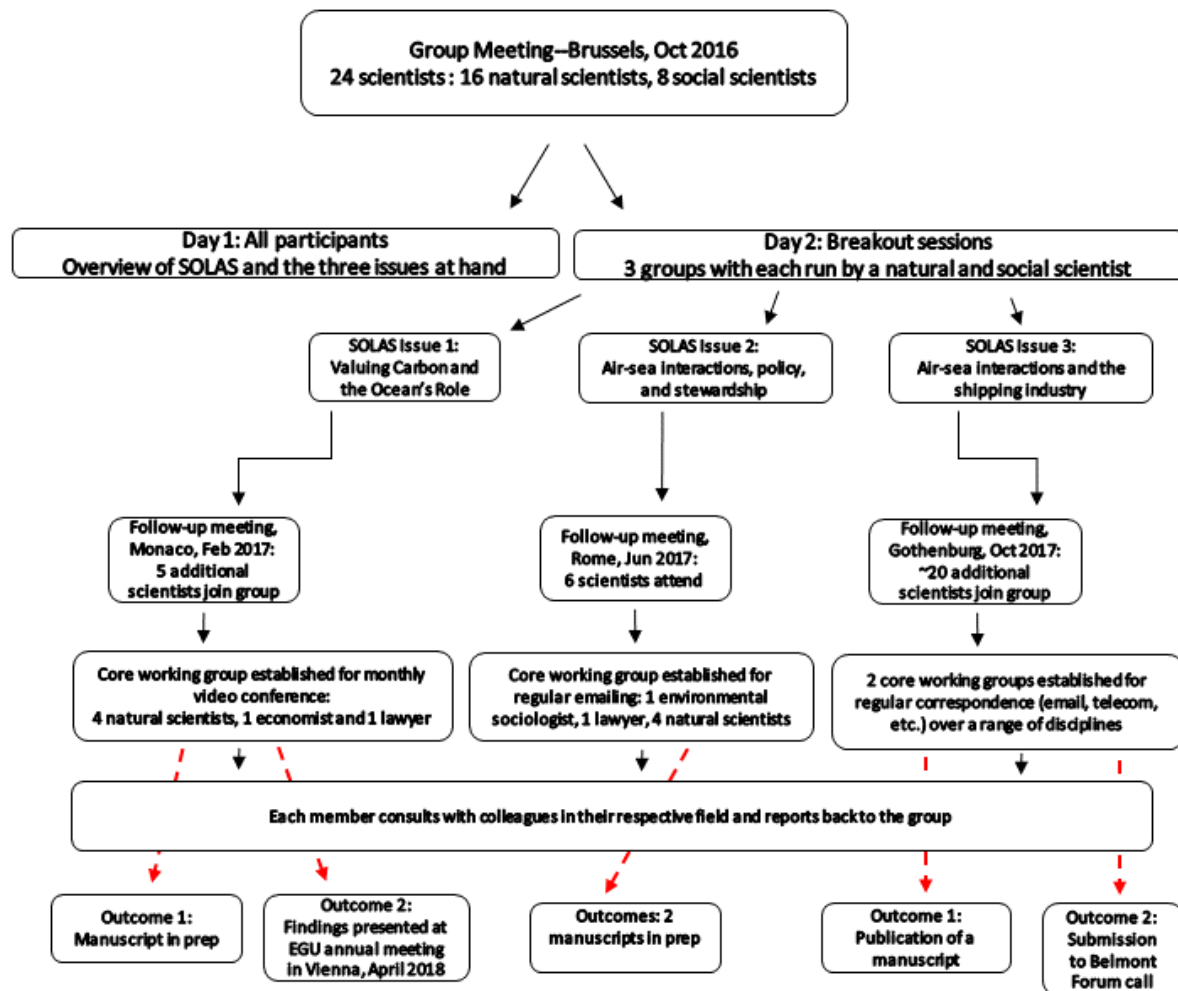 Group Meeting--Brussels, Oct 2016
24 scientists : 16 natural scientists, 8 social scientists
Day 1: All participants
Overview of SOLAS and the three issues at hand
Day 2: Breakout sessions
3 groups with each run by a natural and social scientist
SOLAS Issue 1:
Valuing Carbon and
the Ocean's Role
SOLAS Issue 2:
Air-sea interactions, policy,
and stewardship
SOLAS Issue 3:
Air-sea interactions and the
shipping industry
Follow-up meeting,
Monaco, Feb 2017:
5 additional
scientists join group
Follow-up meeting,
Rome, Jun 2017:
6 scientists attend
Follow-up meeting,
Gothenburg, Oct 2017:
~20 additional
scientists join group
Core working group established for monthly
video conference:
4 natural scientists, 1 economist and 1 lawyer
Core working group established for
regular emailing: 1 environmental
sociologist, 1 lawyer, 4 natural scientists
2 core working groups established for
regular correspondence (email, telecom,
etc.) over a range of disciplines
Each member consults with colleagues in their respective field and reports back to the group
Outcome 1:
Manuscript in prep
Outcome 2:
Findings presented at
EGU annual meeting
in Vienna, April 2018
Outcomes: 2
manuscripts in prep
Outcome 1:
Publication of a
manuscript
Outcome 2:
Submission
to Belmont
Forum call